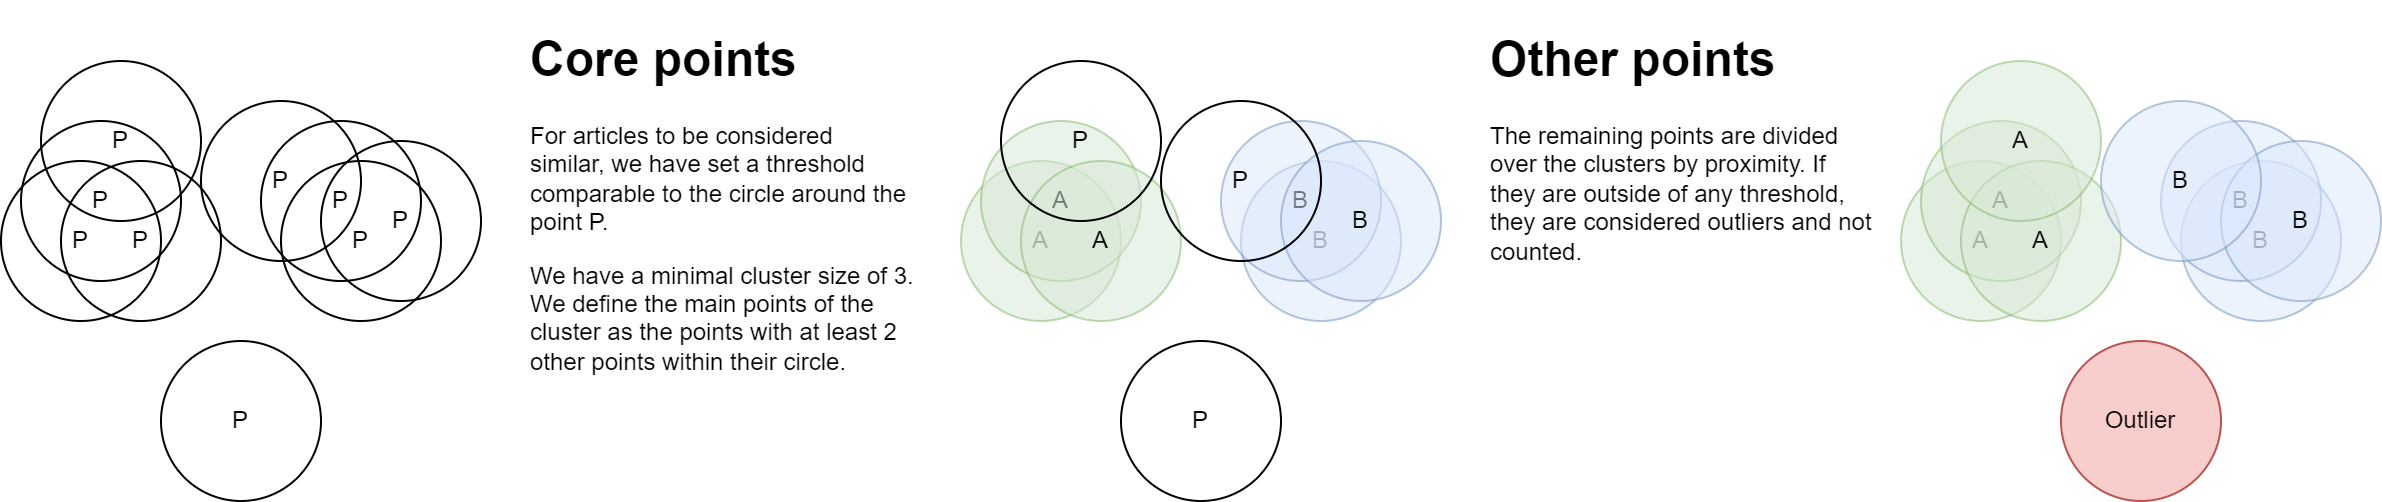 P
P
P
P
P
P
P
P
P
Core points
For articles to be considered
similar, we have set a threshold
comparable to the circle around the
point P.
We have a minimal cluster size of 3.
We define the main points of the
cluster as the points with at least 2
other points within their circle.
P
P
A
B
B
A
A
B
P
Other points
The remaining points are divided
over the clusters by proximity. If
they are outside of any threshold,
they are considered outliers and not
counted.
A
B
A
B
B
A
A
B
Outlier